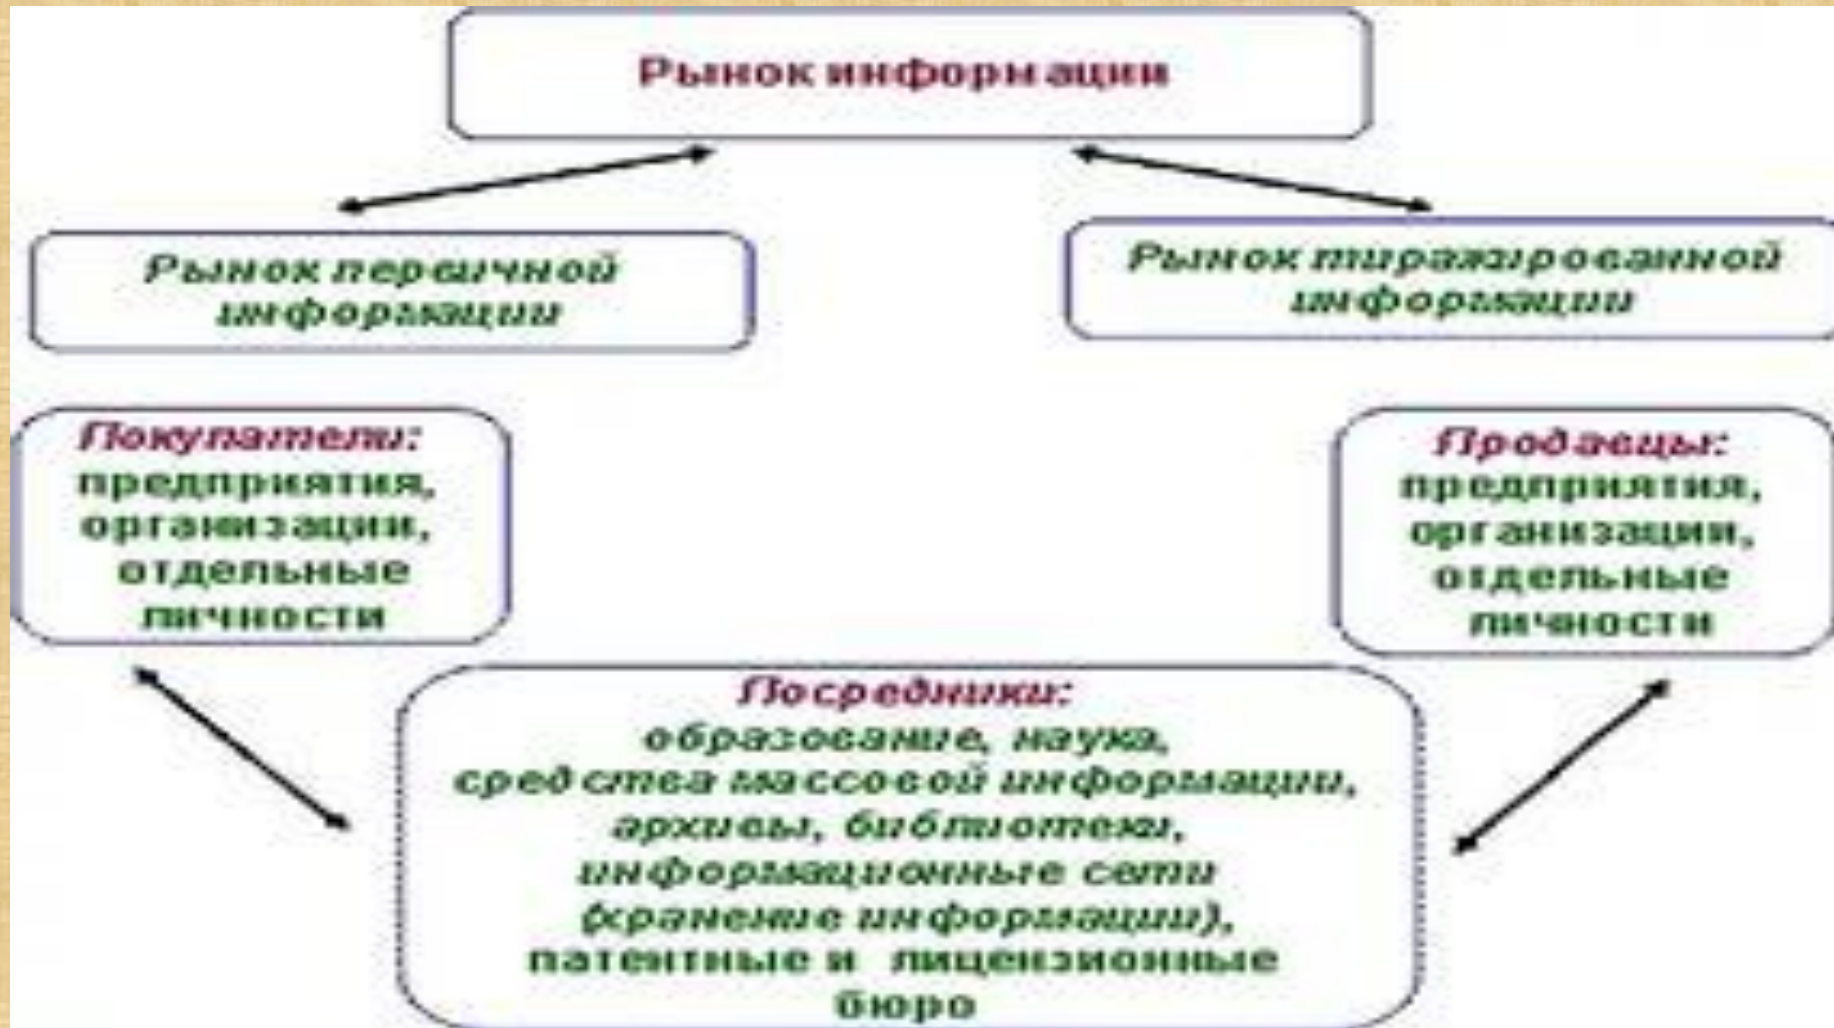 Рынок информации
Рынок первичной
информации
Рынок тиражированной
информации
Покупатели:
предприятия,
организации,
отдельные
личности
Продавцы:
предприятия,
организации,
отдельные
личности
Посредники:
образование, наука,
средства массовой информации,
архивы, библиотеки,
информационные сети
(хранение информации),
патентные и лицензионные
бюро